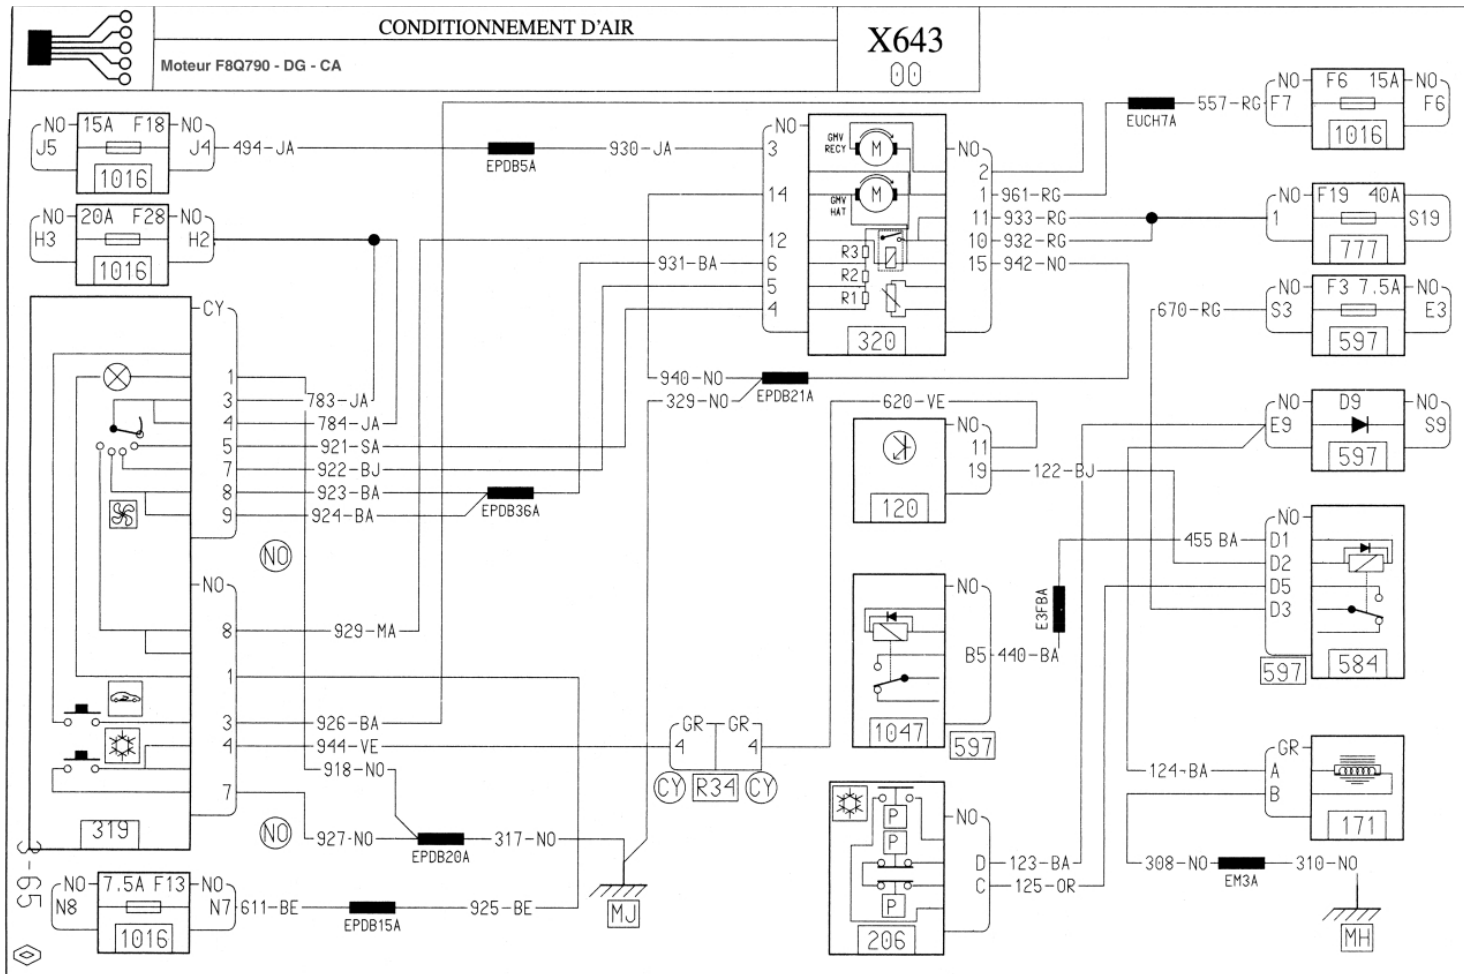 CONDITIONNEMENT D'AIR
X643
Moteur F8Q790 - DG - CA
00
NO 15A F18 NO
J5 J4 494-JA
1016
EPDB5A
930-JA
NO 20A F28 NO
H3 H2
1016
CY
1
3 783-JA
4 784-JA
5 921-SA
7 922-BJ
8 923-BA
9 924-BA
EPDB36A
931-BA
NO
NO
8 929-MA
1
3 926-BA
4 944-VE
918-NO
7
927-NO
NO
319
EPDB20A
317-NO
MJ
3-65
NO 7.5A F13 NO
N8 N7 611-BE
1016
EPDB15A
925-BE
NO
3
14
12
6
5
4
GMV
RECY
M
GMV
HAT
M
R3
R2
R1
320
NO
2
1 961-RG
11 933-RG
10 932-RG
15 942-NO
940-NO
329-NO
EPDB21A
620-VE
NO
11
19 122-BJ
120
NO
B5 440-BA
1047
597
E3FBA
455 BA
GR GR
4 4
CY R34 CY
NO
P
P
P
D 123-BA
C 125-OR
206
EUCH7A
557-RG
NO F6 15A NO
F7 F6
1016
NO F19 40A
1 S19
777
670-RG
NO F3 7.5A NO
S3 E3
597
NO D9 NO
E9 S9
597
NO
D1
D2
D5
D3
597
584
124-BA
GR
A
B
171
308-NO
EM3A
310-NO
MH